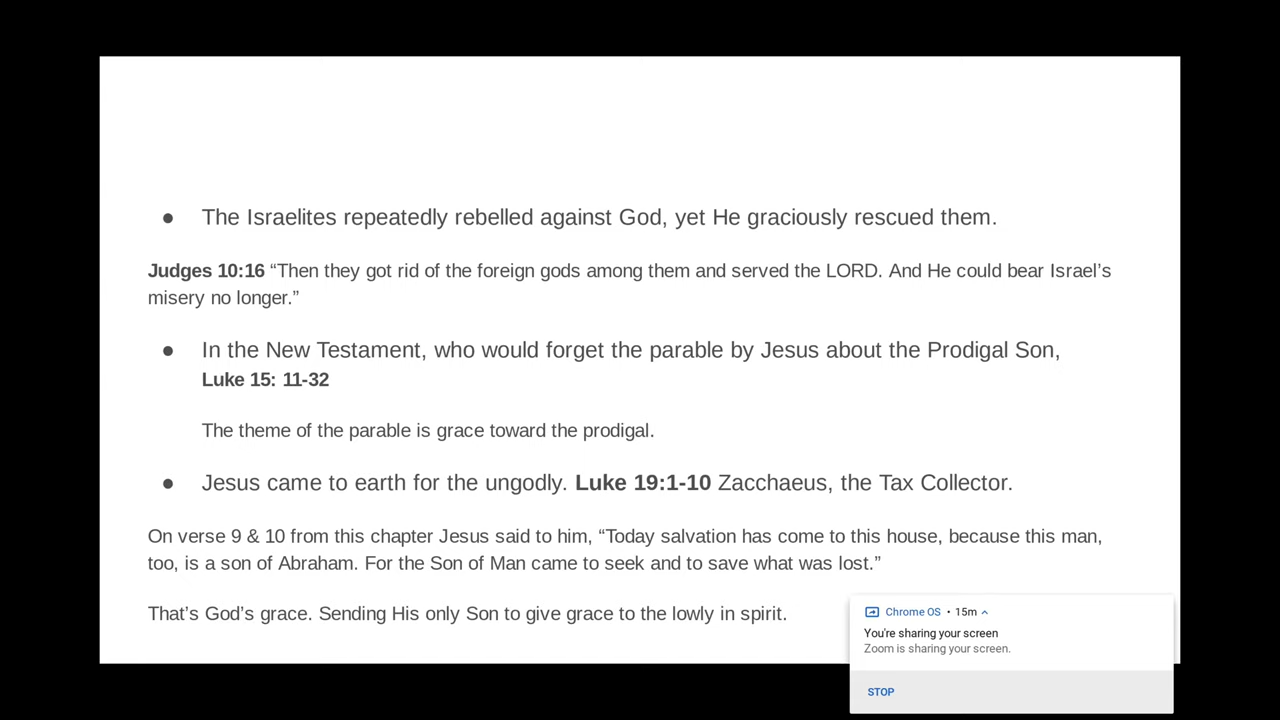 ● The Israelites repeatedly rebelled against God, yet He graciously rescued them.
Judges 10:16 “Then they got rid of the foreign gods among them and served the LORD. And He could bear Israel’s
misery no longer.”
● In the New Testament, who would forget the parable by Jesus about the Prodigal Son,
Luke 15: 11-32
The theme of the parable is grace toward the prodigal.
● Jesus came to earth for the ungodly. Luke 19:1-10 Zacchaeus, the Tax Collector.
On verse 9 & 10 from this chapter Jesus said to him, “Today salvation has come to this house, because this man,
too, is a son of Abraham. For the Son of Man came to seek and to save what was lost.”
That’s God’s grace. Sending His only Son to give grace to the lowly in spirit.
Chrome OS • 15m
You're sharing your screen
Zoom is sharing your screen.
STOP